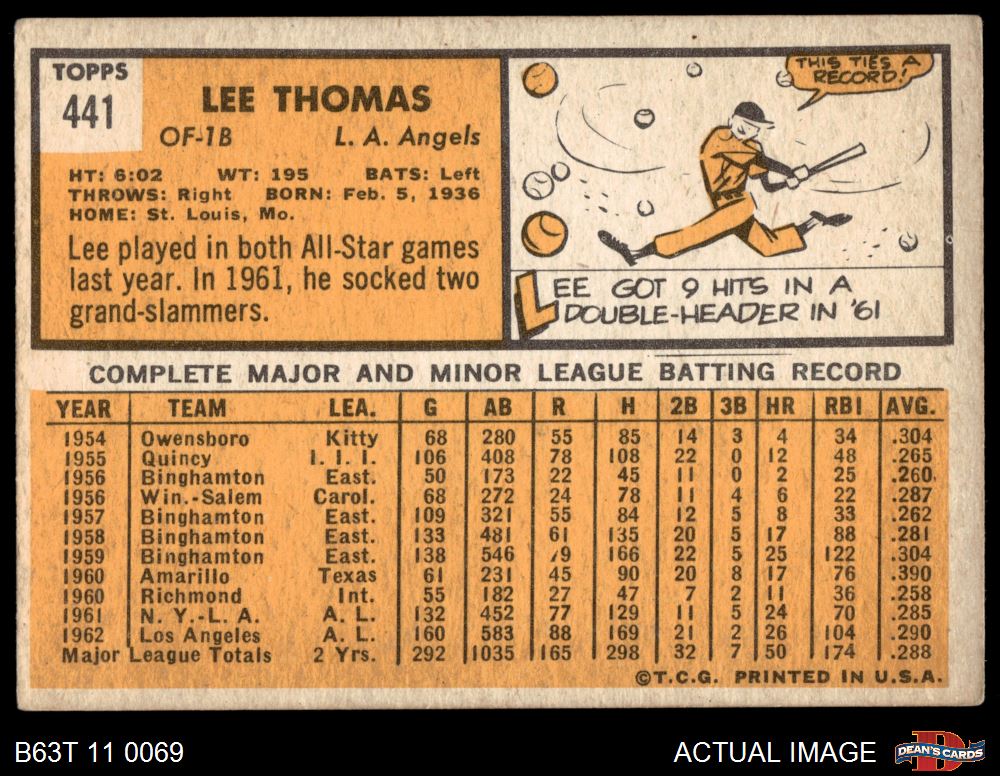 TOPPS
441
LEE THOMAS
OF-1B L. A. Angels
HT: 6:02 WT: 195 BATS: Left
THROWS: Right BORN: Feb. 5, 1936
HOME: St. Louis, Mo.
Lee played in both All-Star games
last year. In 1961, he socked two
grand-slammers.
THIS TIES A
RECORD!
LEE GOT 9 HITS IN A
DOUBLE-HEADER IN '61
COMPLETE MAJOR AND MINOR LEAGUE BATTING RECORD
YEAR TEAM LEA. G AB R H 2B 3B HR RBI AVG.
1954 Owensboro Kitty 68 280 55 85 14 3 4 34 .304
1955 Quincy I. I. I. 106 408 78 108 22 0 12 48 .265
1956 Binghamton East. 50 173 22 45 11 0 2 25 .260
1956 Win.-Salem Carol. 68 272 24 78 11 4 6 22 .287
1957 Binghamton East. 109 321 55 84 12 5 8 33 .262
1958 Binghamton East. 133 481 61 135 20 5 17 88 .281
1959 Binghamton East. 138 546 166 22 5 25 122 .304
1960 Amarillo Texas 61 231 45 90 20 8 17 76 .390
1960 Richmond Int. 55 182 27 47 7 2 11 36 .258
1961 N. Y.-L. A. A. L. 132 452 77 129 11 5 24 70 .285
1962 Los Angeles A. L. 160 583 88 169 21 2 26 104 .290
Major League Totals 2 Yrs. 292 1035 165 298 32 7 50 174 .288
©T.C.G. PRINTED IN U.S.A.
B63T 11 0069
ACTUAL IMAGE
DEAN'S CARDS